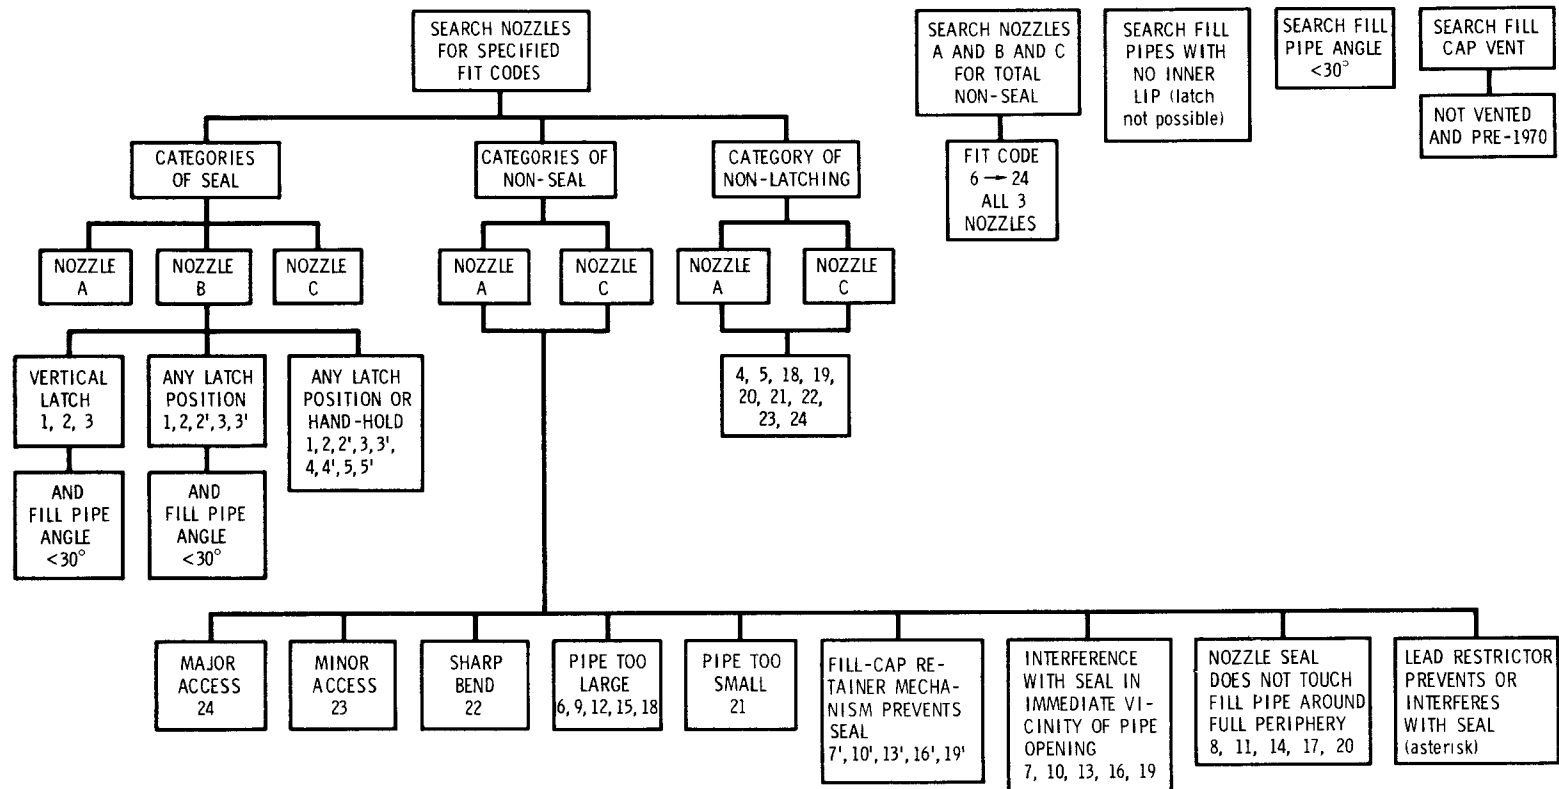 SEARCH NOZZLES
FOR SPECIFIED
FIT CODES
SEARCH NOZZLES
A AND B AND C
FOR TOTAL
NON-SEAL
SEARCH FILL
PIPES WITH
NO INNER
LIP (latch
not possible)
SEARCH FILL
PIPE ANGLE
<30°
SEARCH FILL
CAP VENT
NOT VENTED
AND PRE-1970
FIT CODE
6 → 24
ALL 3
NOZZLES
CATEGORIES
OF SEAL
CATEGORIES OF
NON-SEAL
CATEGORY OF
NON-LATCHING
NOZZLE
A
NOZZLE
B
NOZZLE
C
NOZZLE
A
NOZZLE
C
NOZZLE
A
NOZZLE
C
VERTICAL
LATCH
1, 2, 3
ANY LATCH
POSITION
1,2,2',3,3'
ANY LATCH
POSITION OR
HAND-HOLD
1,2,2',3,3',
4,4',5,5'
4, 5, 18, 19,
20, 21, 22,
23, 24
AND
FILL PIPE
ANGLE
<30°
AND
FILL PIPE
ANGLE
<30°
MAJOR
ACCESS
24
MINOR
ACCESS
23
SHARP
BEND
22
PIPE TOO
LARGE
6, 9, 12, 15, 18
PIPE TOO
SMALL
21
FILL-CAP RE-
TAINER MECHA-
NISM PREVENTS
SEAL
7', 10', 13', 16', 19'
INTERFERENCE
WITH SEAL IN
IMMEDIATE VI-
CINITY OF PIPE
OPENING
7, 10, 13, 16, 19
NOZZLE SEAL
DOES NOT TOUCH
FILL PIPE AROUND
FULL PERIPHERY
8, 11, 14, 17, 20
LEAD RESTRICTOR
PREVENTS OR
INTERFERES
WITH SEAL
(asterisk)